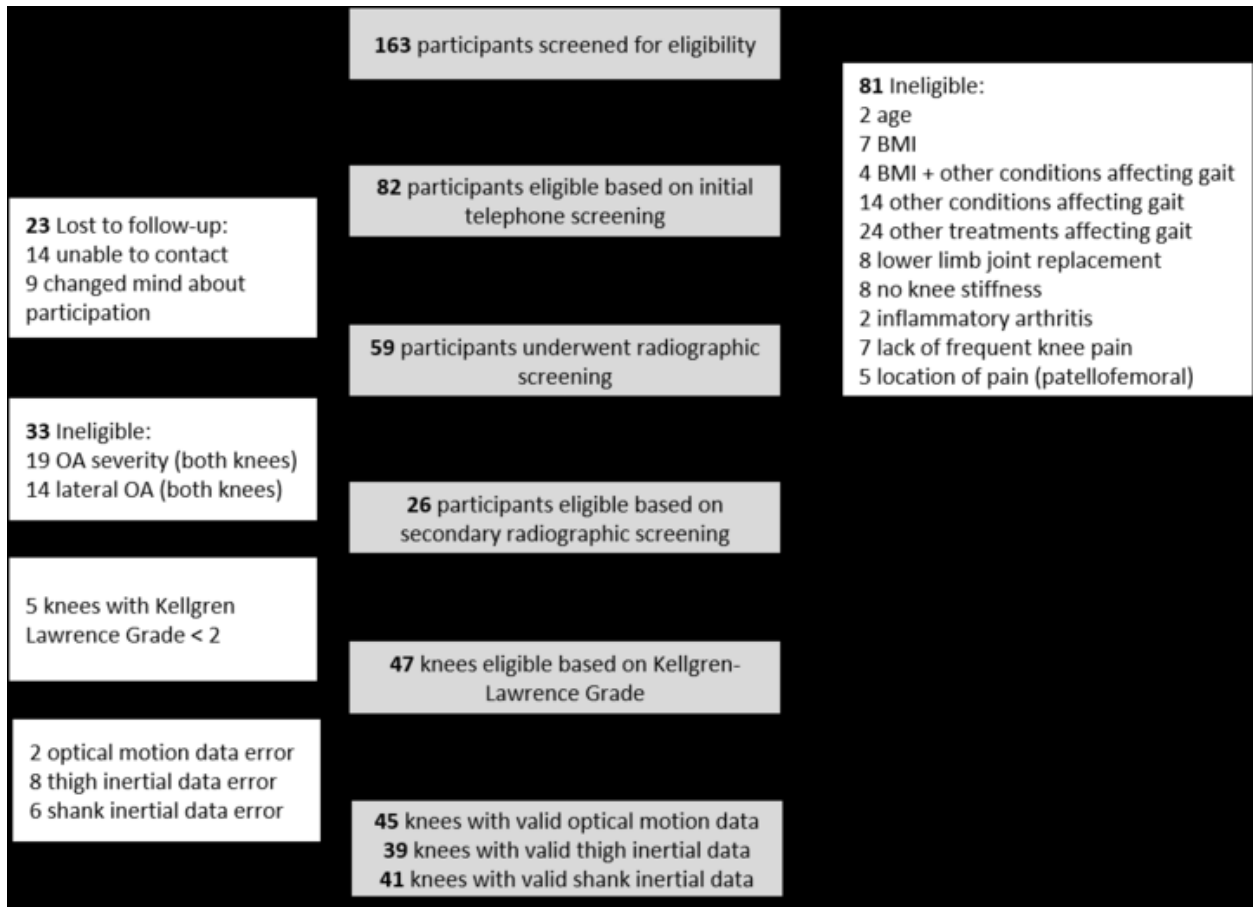 163 participants screened for eligibility
81 Ineligible:
2 age
7 BMI
4 BMI + other conditions affecting gait
14 other conditions affecting gait
24 other treatments affecting gait
8 lower limb joint replacement
8 no knee stiffness
2 inflammatory arthritis
7 lack of frequent knee pain
5 location of pain (patellofemoral)
82 participants eligible based on initial
telephone screening
23 Lost to follow-up:
14 unable to contact
9 changed mind about
participation
59 participants underwent radiographic
screening
33 Ineligible:
19 OA severity (both knees)
14 lateral OA (both knees)
26 participants eligible based on
secondary radiographic screening
5 knees with Kellgren
Lawrence Grade < 2
47 knees eligible based on Kellgren-
Lawrence Grade
2 optical motion data error
8 thigh inertial data error
6 shank inertial data error
45 knees with valid optical motion data
39 knees with valid thigh inertial data
41 knees with valid shank inertial data